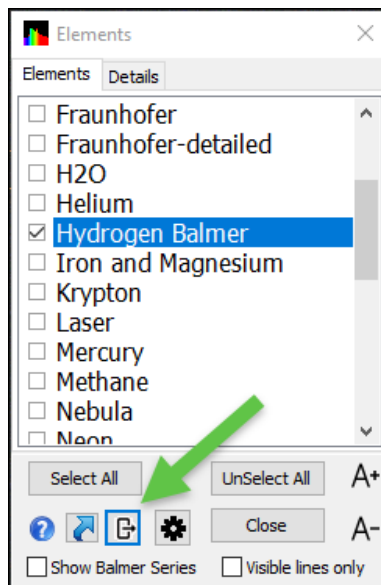 Elements
Elements Details
Fraunhofer
Fraunhofer-detailed
H2O
Helium
Hydrogen Balmer
Iron and Magnesium
Krypton
Laser
Mercury
Methane
Nebula
Neon
Select All UnSelect All A+
? Close A-
Show Balmer Series Visible lines only